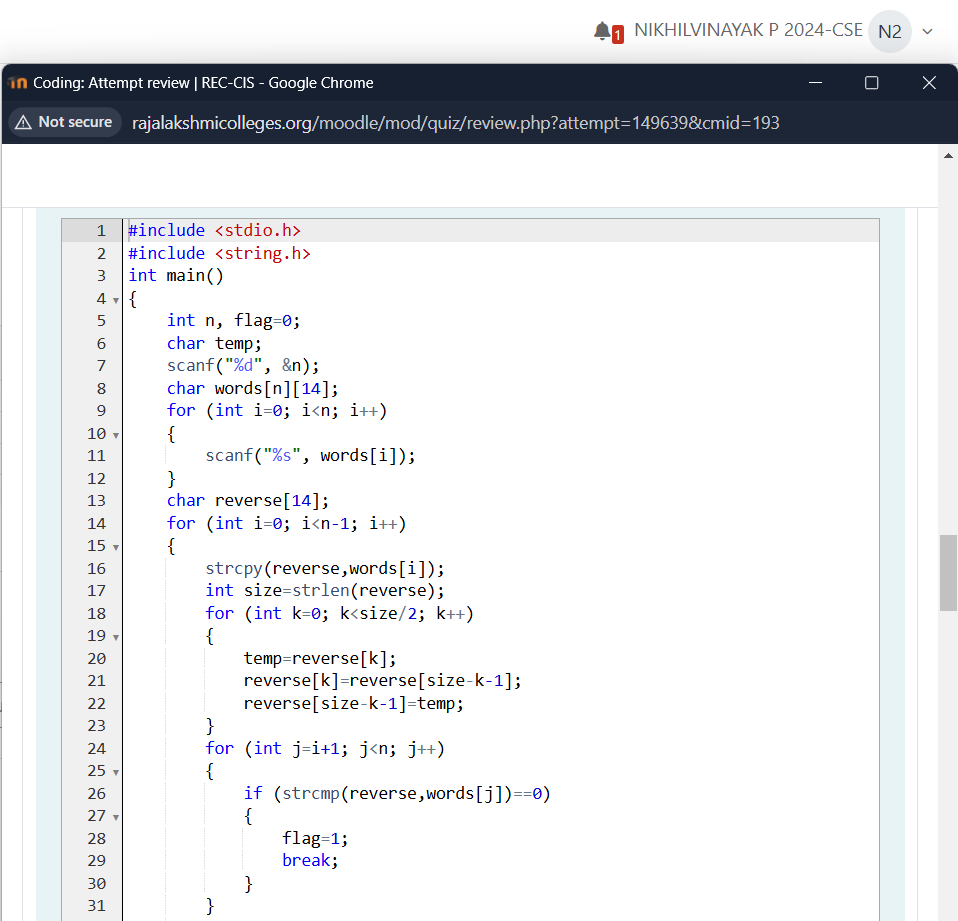 1 NIKHILVINAYAK P 2024-CSE N2
Coding: Attempt review | REC-CIS - Google Chrome
Not secure rajalakshmicolleges.org/moodle/mod/quiz/review.php?attempt=149639&cmid=193
1 #include <stdio.h>
2 #include <string.h>
3 int main()
4 {
5     int n, flag=0;
6     char temp;
7     scanf("%d", &n);
8     char words[n][14];
9     for (int i=0; i<n; i++)
10     {
11         scanf("%s", words[i]);
12     }
13     char reverse[14];
14     for (int i=0; i<n-1; i++)
15     {
16         strcpy(reverse,words[i]);
17         int size=strlen(reverse);
18         for (int k=0; k<size/2; k++)
19         {
20             temp=reverse[k];
21             reverse[k]=reverse[size-k-1];
22             reverse[size-k-1]=temp;
23         }
24         for (int j=i+1; j<n; j++)
25         {
26             if (strcmp(reverse,words[j])==0)
27             {
28                 flag=1;
29                 break;
30             }
31         }